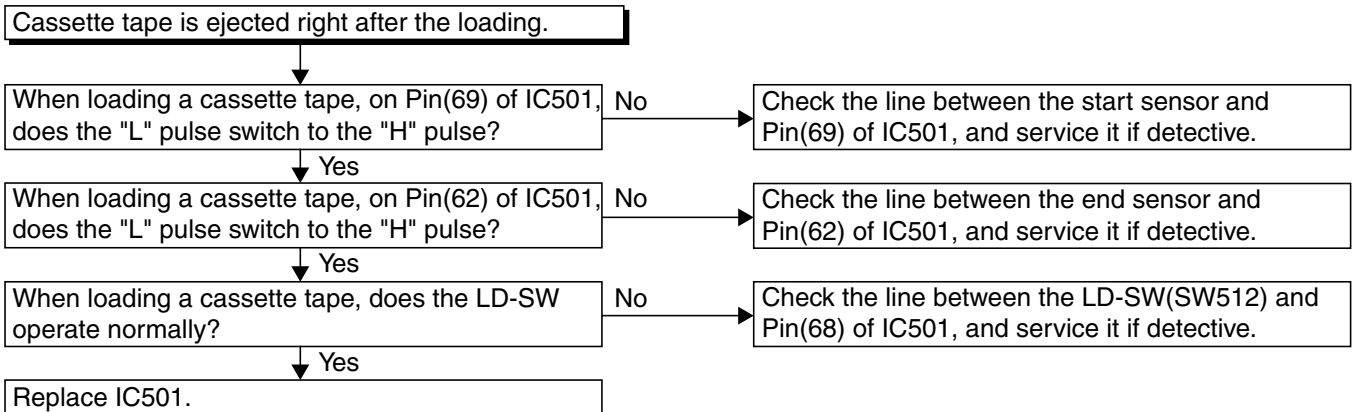 Cassette tape is ejected right after the loading.
When loading a cassette tape, on Pin(69) of IC501,
does the "L" pulse switch to the "H" pulse?
No
Check the line between the start sensor and
Pin(69) of IC501, and service it if detective.
Yes
When loading a cassette tape, on Pin(62) of IC501,
does the "L" pulse switch to the "H" pulse?
No
Check the line between the end sensor and
Pin(62) of IC501, and service it if detective.
Yes
When loading a cassette tape, does the LD-SW
operate normally?
No
Check the line between the LD-SW(SW512) and
Pin(68) of IC501, and service it if detective.
Yes
Replace IC501.